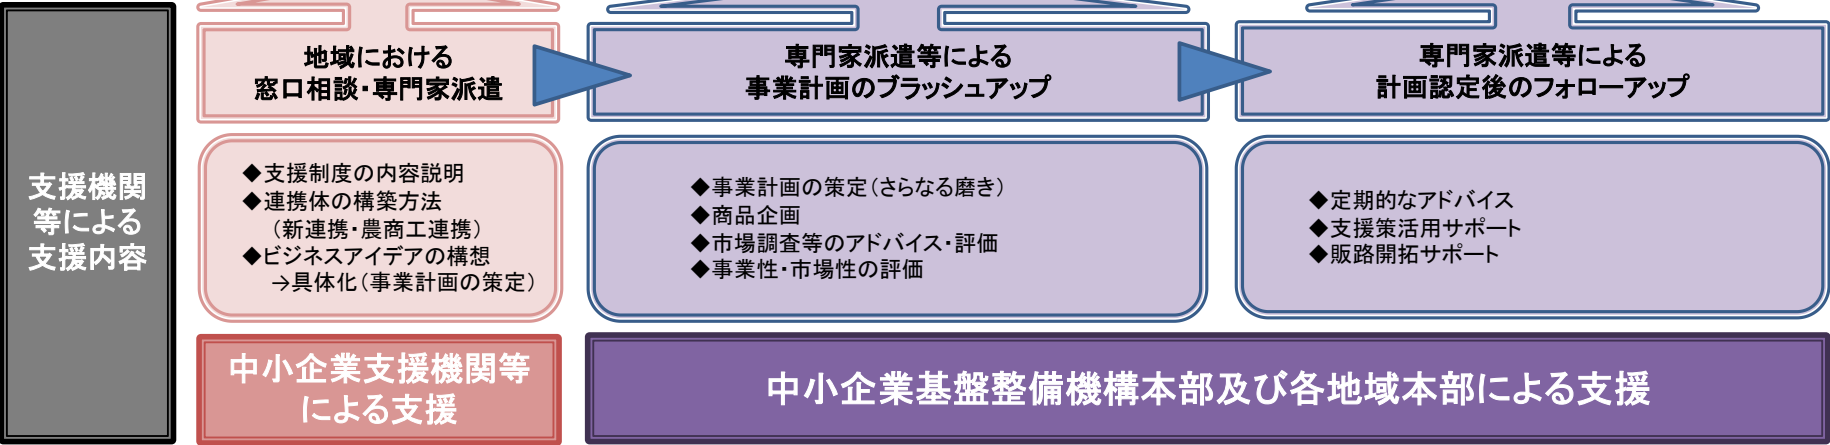 支援機関
等による
支援内容
地域における
窓口相談・専門家派遣
専門家派遣等による
事業計画のブラッシュアップ
専門家派遣等による
計画認定後のフォローアップ
◆支援制度の内容説明
◆連携体の構築方法
（新連携・農商工連携）
◆ビジネスアイデアの構想
→具体化（事業計画の策定）
◆事業計画の策定（さらなる磨き）
◆商品企画
◆市場調査等のアドバイス・評価
◆事業性・市場性の評価
◆定期的なアドバイス
◆支援策活用サポート
◆販路開拓サポート
中小企業支援機関等
による支援
中小企業基盤整備機構本部及び各地域本部による支援